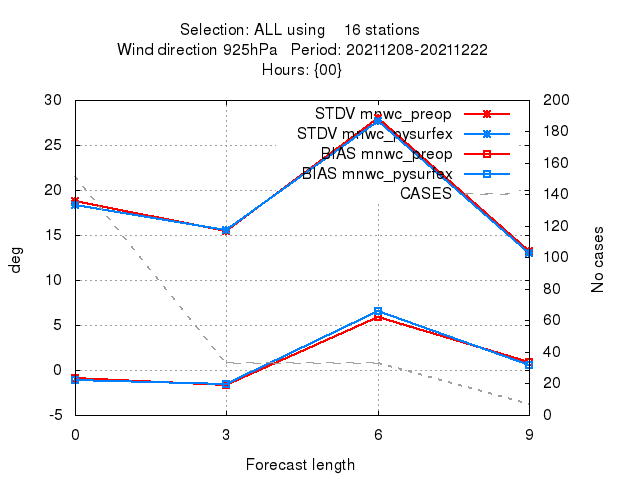 Selection: ALL using 16 stations
Wind direction 925hPa Period: 20211208-20211222
Hours: {00}
30
25
20
15
10
5
0
-5
deg
200
180
160
140
120
100
80
60
40
20
0
No cases
STDV mnwc_preop
STDV mnwc_pysurfex
BIAS mnwc_preop
BIAS mnwc_pysurfex
CASES
0 3 6 9
Forecast length